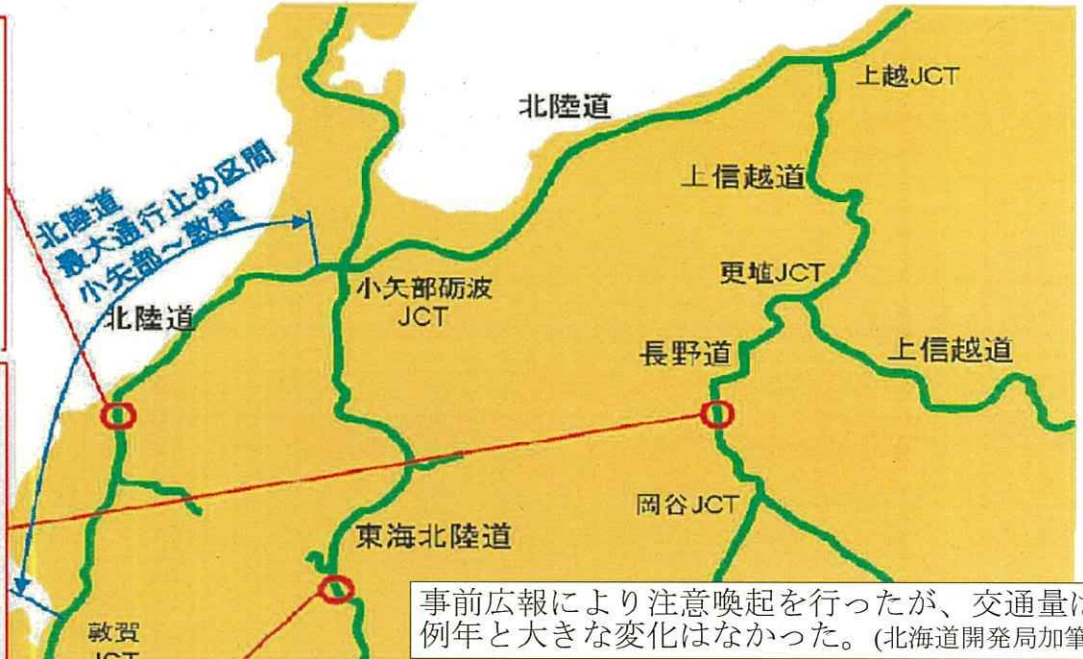 上越JCT
北陸道
上信越道
北陸道
最大通行止め区間
小矢部～敦賀
更埴JCT
小矢部砺波
JCT
北陸道
長野道
上信越道
岡谷JCT
東海北陸道
事前広報により注意喚起を行ったが、交通量は
例年と大きな変化はなかった。(北海道開発局加筆
敦賀
JCT